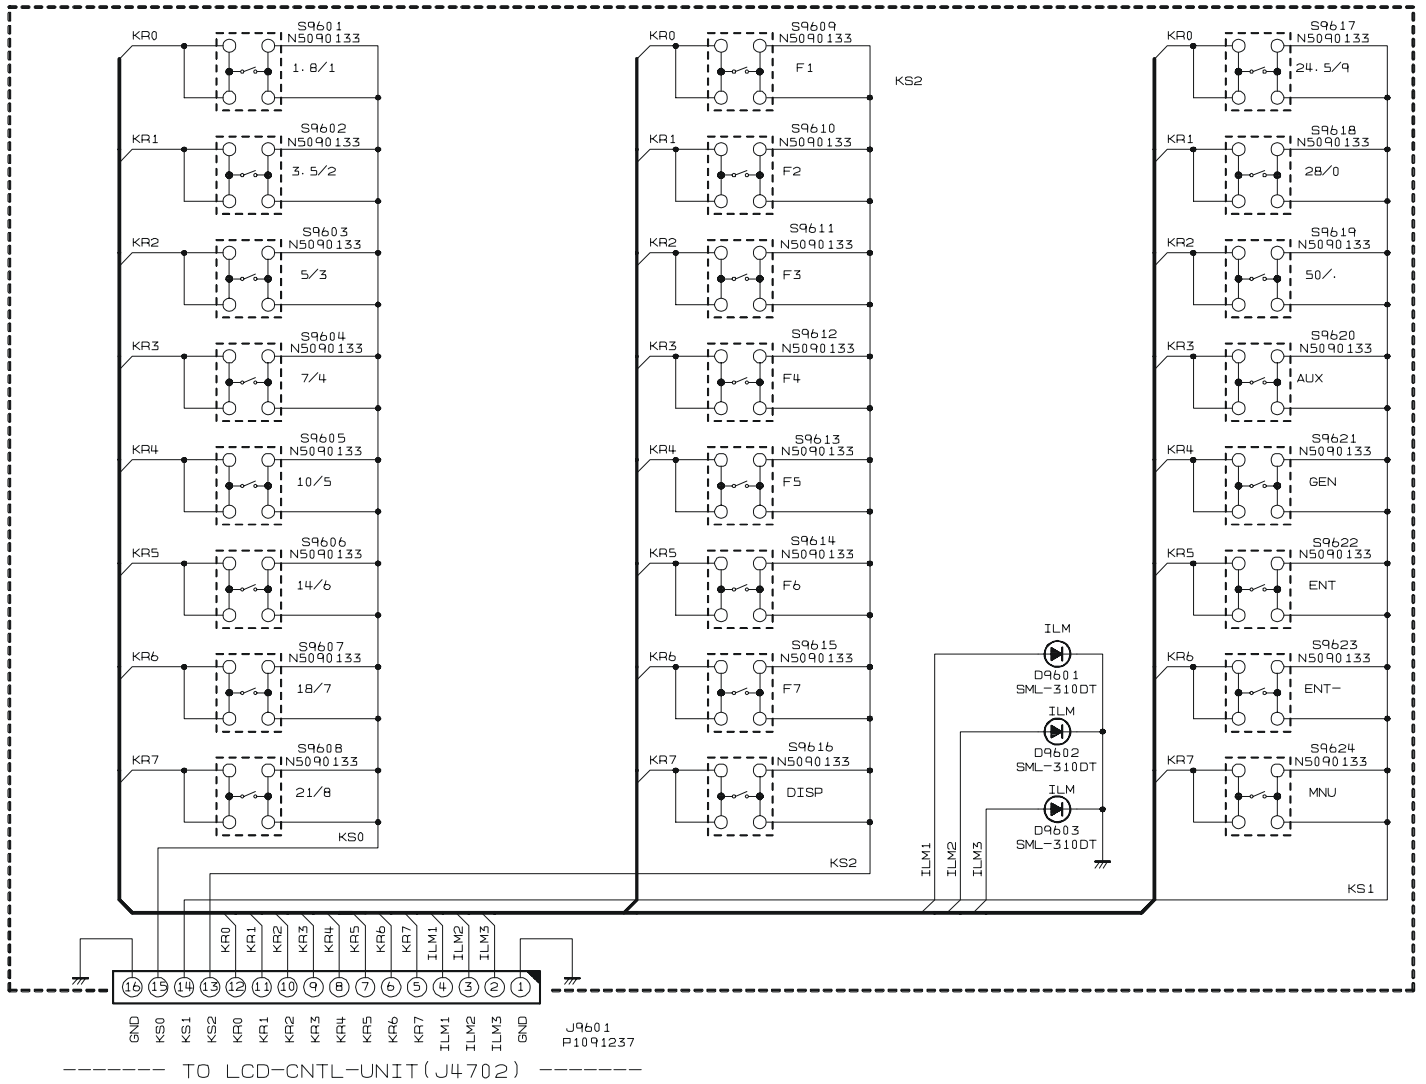 KR0
S9601
N5090133
1.8/1
KR1
S9602
N5090133
3.5/2
KR2
S9603
N5090133
5/3
KR3
S9604
N5090133
7/4
KR4
S9605
N5090133
10/5
KR5
S9606
N5090133
14/6
KR6
S9607
N5090133
18/7
KR7
S9608
N5090133
21/8
KS0
KR0
S9609
N5090133
F1
KS2
KR1
S9610
N5090133
F2
KR2
S9611
N5090133
F3
KR3
S9612
N5090133
F4
KR4
S9613
N5090133
F5
KR5
S9614
N5090133
F6
KR6
S9615
N5090133
F7
KR7
S9616
N5090133
DISP
KS2
ILM
D9601
SML-310DT
ILM
D9602
SML-310DT
ILM
D9603
SML-310DT
ILM1
ILM2
ILM3
KR0
S9617
N5090133
24.5/9
KR1
S9618
N5090133
28/0
KR2
S9619
N5090133
50/.
KR3
S9620
N5090133
AUX
KR4
S9621
N5090133
GEN
KR5
S9622
N5090133
ENT
KR6
S9623
N5090133
ENT-
KR7
S9624
N5090133
MNU
KS1
KR0 KR1 KR2 KR3 KR4 KR5 KR6 KR7 ILM1 ILM2 ILM3
16 15 14 13 12 11 10 9 8 7 6 5 4 3 2 1
GND KS0 KS1 KS2 KR0 KR1 KR2 KR3 KR4 KR5 KR6 KR7 ILM1 ILM2 ILM3 GND
J9601
P1091237
------- TO LCD-CNTL-UNIT(J4702) -------